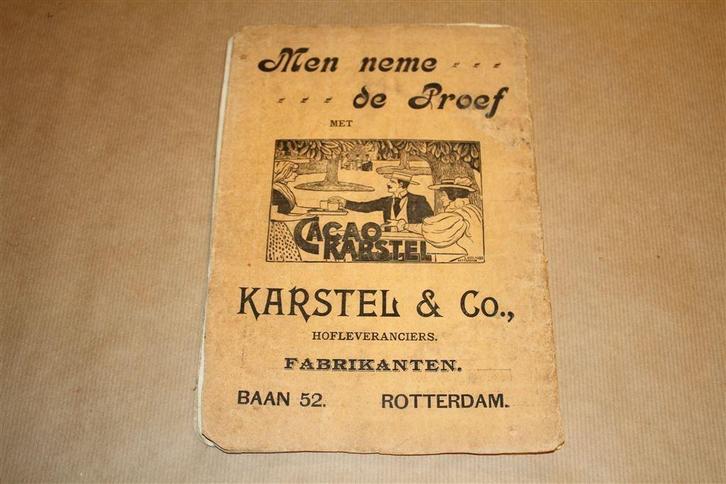 Men neme . . .
. . . de Proef
MET
CACAO
KARSTEL
KARSTEL & Co.,
HOFLEVERANCIERS.
FABRIKANTEN.
BAAN 52. ROTTERDAM.